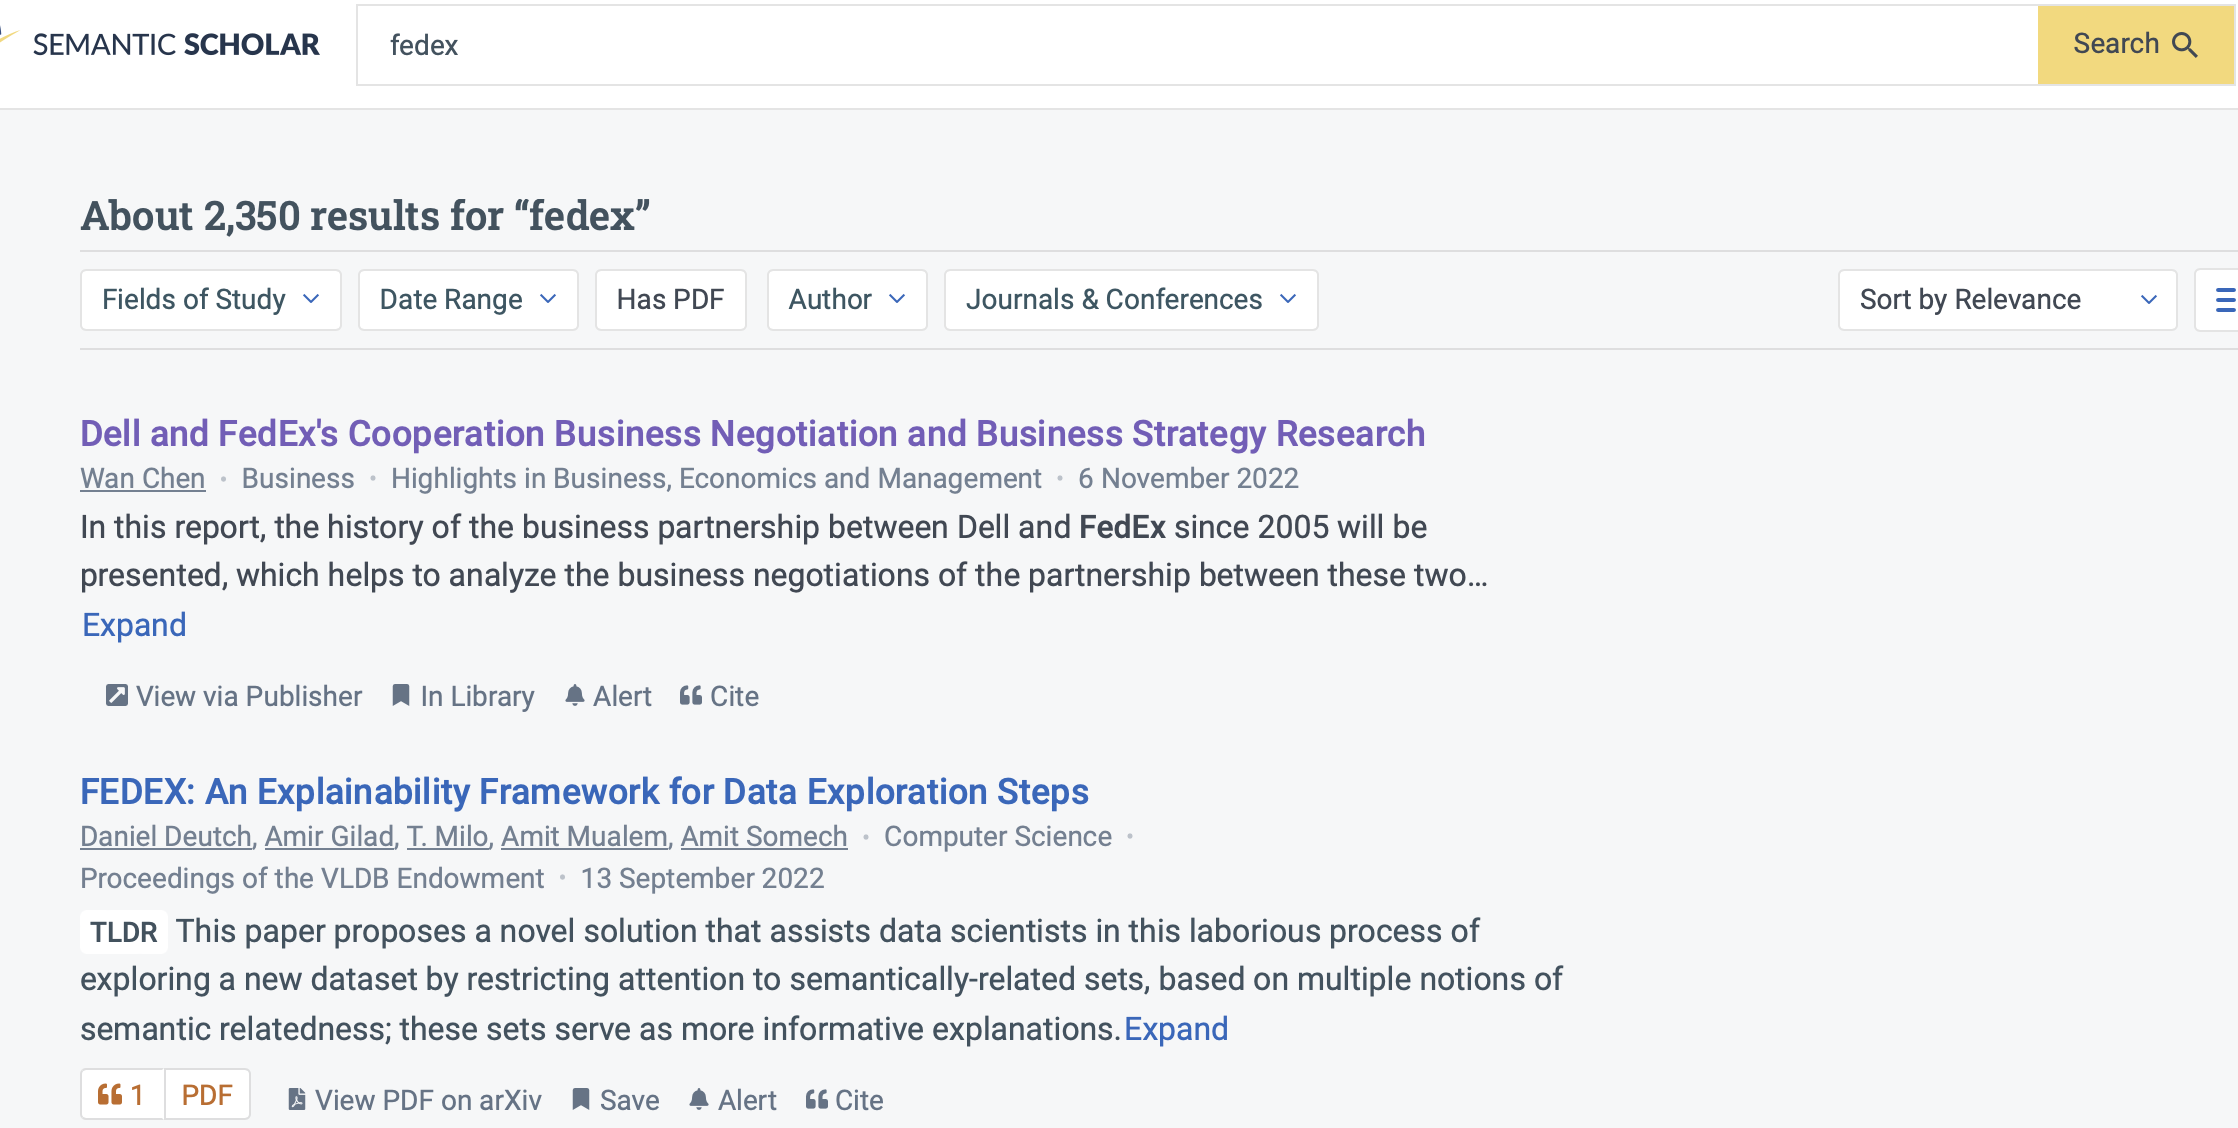 SEMANTIC SCHOLAR
fedex
Search
About 2,350 results for “fedex”
Fields of Study
Date Range
Has PDF
Author
Journals & Conferences
Sort by Relevance
Dell and FedEx's Cooperation Business Negotiation and Business Strategy Research
Wan Chen · Business · Highlights in Business, Economics and Management · 6 November 2022
In this report, the history of the business partnership between Dell and FedEx since 2005 will be
presented, which helps to analyze the business negotiations of the partnership between these two…
Expand
View via Publisher
In Library
Alert
Cite
FEDEX: An Explainability Framework for Data Exploration Steps
Daniel Deutch, Amir Gilad, T. Milo, Amit Mualem, Amit Somech · Computer Science ·
Proceedings of the VLDB Endowment · 13 September 2022
TLDR This paper proposes a novel solution that assists data scientists in this laborious process of
exploring a new dataset by restricting attention to semantically-related sets, based on multiple notions of
semantic relatedness; these sets serve as more informative explanations. Expand
1
PDF
View PDF on arXiv
Save
Alert
Cite